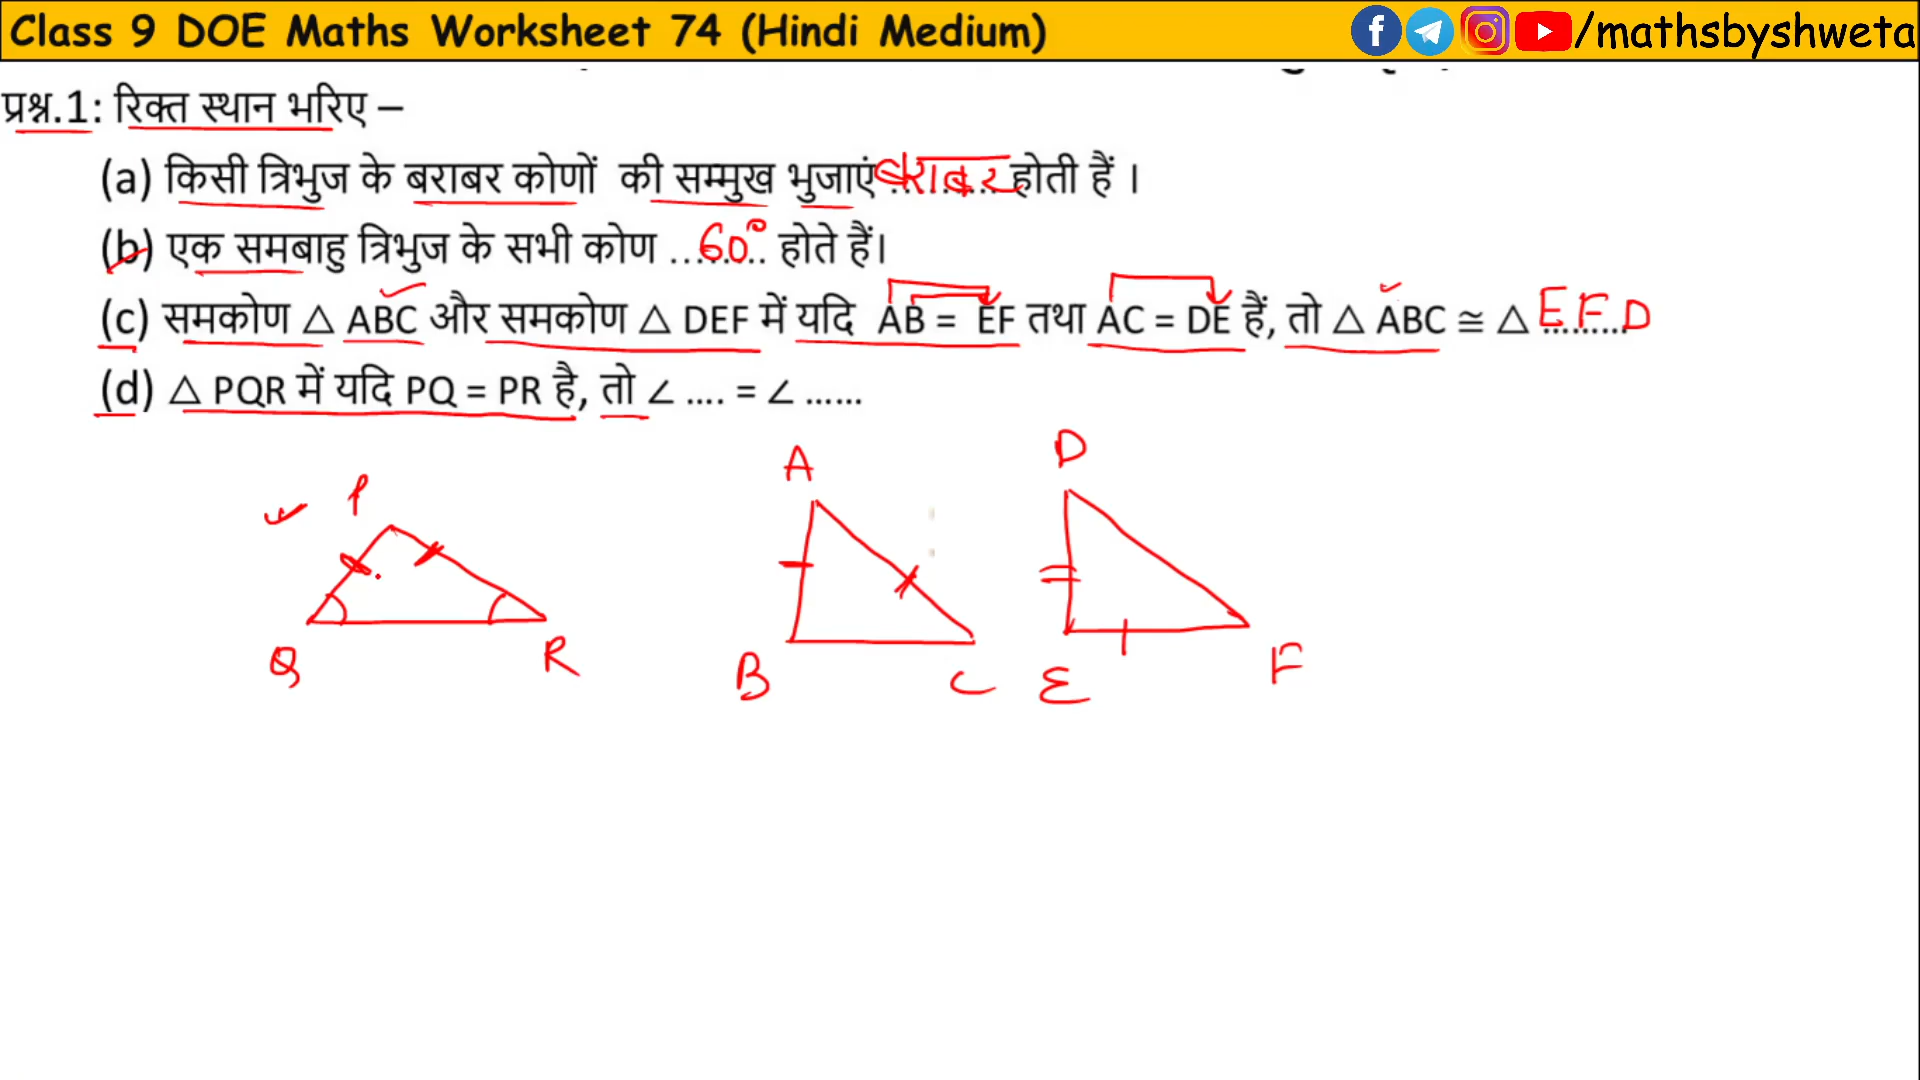 Class 9 DOE Maths Worksheet 74 (Hindi Medium) /mathsbyshweta
प्रश्न.1: रिक्त स्थान भरिए –
(a) किसी त्रिभुज के बराबर कोणों की सम्मुख भुजाएं बराबर होती हैं ।
(b) एक समबाहु त्रिभुज के सभी कोण ...60°... होते हैं।
(c) समकोण △ ABC और समकोण △ DEF में यदि AB = EF तथा AC = DE हैं, तो △ ABC ≅ △ EFD
(d) △ PQR में यदि PQ = PR है, तो ∠ .... = ∠ ......
A D
P
Q R B C E F